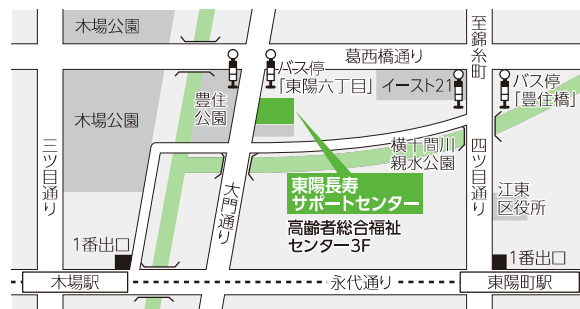 木場公園
至錦糸町
葛西橋通り
バス停
「東陽六丁目」
イースト21
バス停
「豊住橋」
豊住
公園
木場公園
三ツ目通り
横十間川
親水公園
四ツ目通り
東陽長寿
サポートセンター
大門通り
江東
区役所
高齢者総合福祉
センター3F
1番出口
1番出口
木場駅
永代通り
東陽町駅